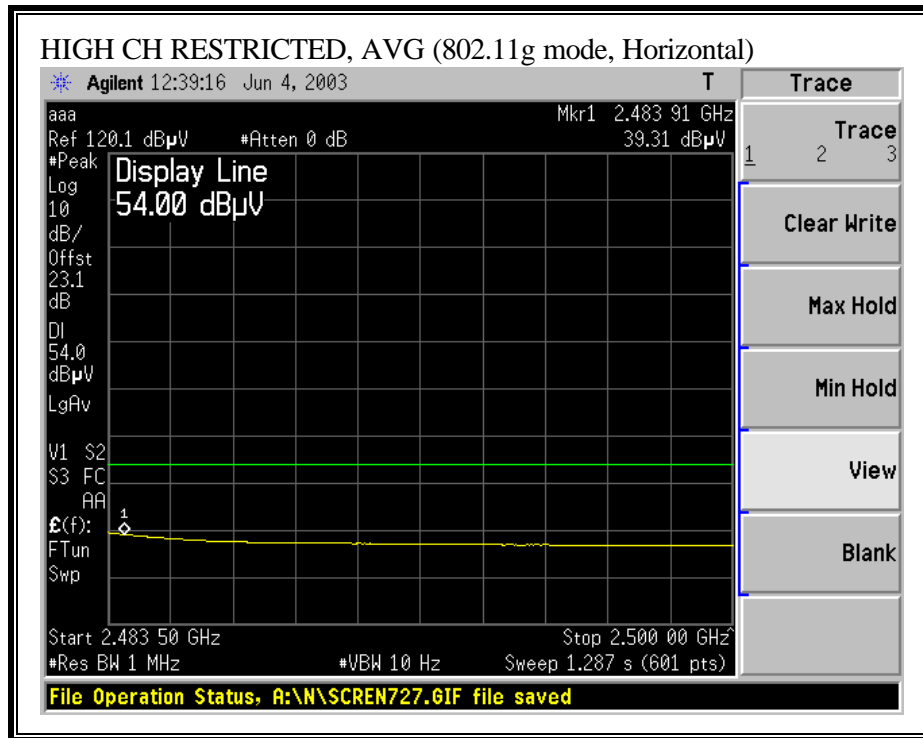 HIGH CH RESTRICTED, AVG (802.11g mode, Horizontal)
Agilent 12:39:16 Jun 4, 2003 T
Trace
aaa
Mkr1 2.483 91 GHz
Ref 120.1 dBµV #Atten 0 dB 39.31 dBµV
#Peak
Log
10
dB/
Offst
23.1
dB
DI
54.0
dBµV
LgAv
V1 S2
S3 FC
AA
£(f):
FTun
Swp
Display Line
54.00 dBµV
1
Start 2.483 50 GHz Stop 2.500 00 GHz^
#Res BW 1 MHz #VBW 10 Hz Sweep 1.287 s (601 pts)
Trace
1 2 3
Clear Write
Max Hold
Min Hold
View
Blank
File Operation Status, A:\N\SCREN727.GIF file saved